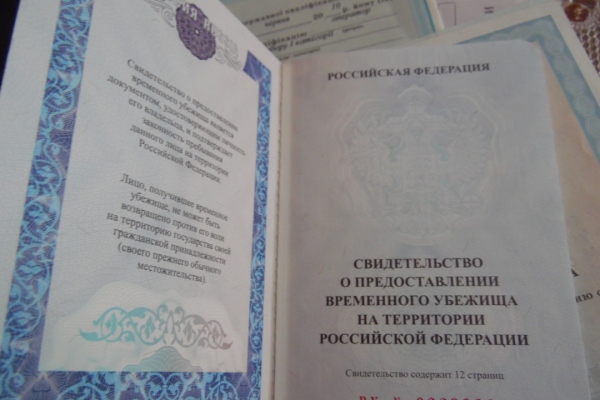 Свидетельство о предоставлении
временного убежища является
документом, удостоверяющим личность
его владельца, и подтверждает
законность пребывания
данного лица на территории
Российской Федерации.
Лицо, получившее временное
убежище, не может быть
возвращено против его воли
на территорию государства своей
гражданской принадлежности
(своего прежнего обычного
местожительства).
РОССИЙСКАЯ ФЕДЕРАЦИЯ
СВИДЕТЕЛЬСТВО
О ПРЕДОСТАВЛЕНИИ
ВРЕМЕННОГО УБЕЖИЩА
НА ТЕРРИТОРИИ
РОССИЙСКОЙ ФЕДЕРАЦИИ
Свидетельство содержит 12 страниц